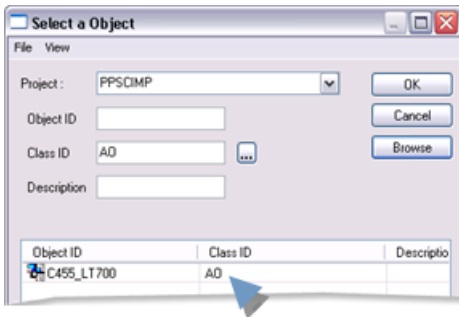 Select a Object
File View
Project : PPSCIMP OK
Object ID Cancel
Class ID AO ... Browse
Description
Object ID Class ID Descriptio
C455_LT700 AO